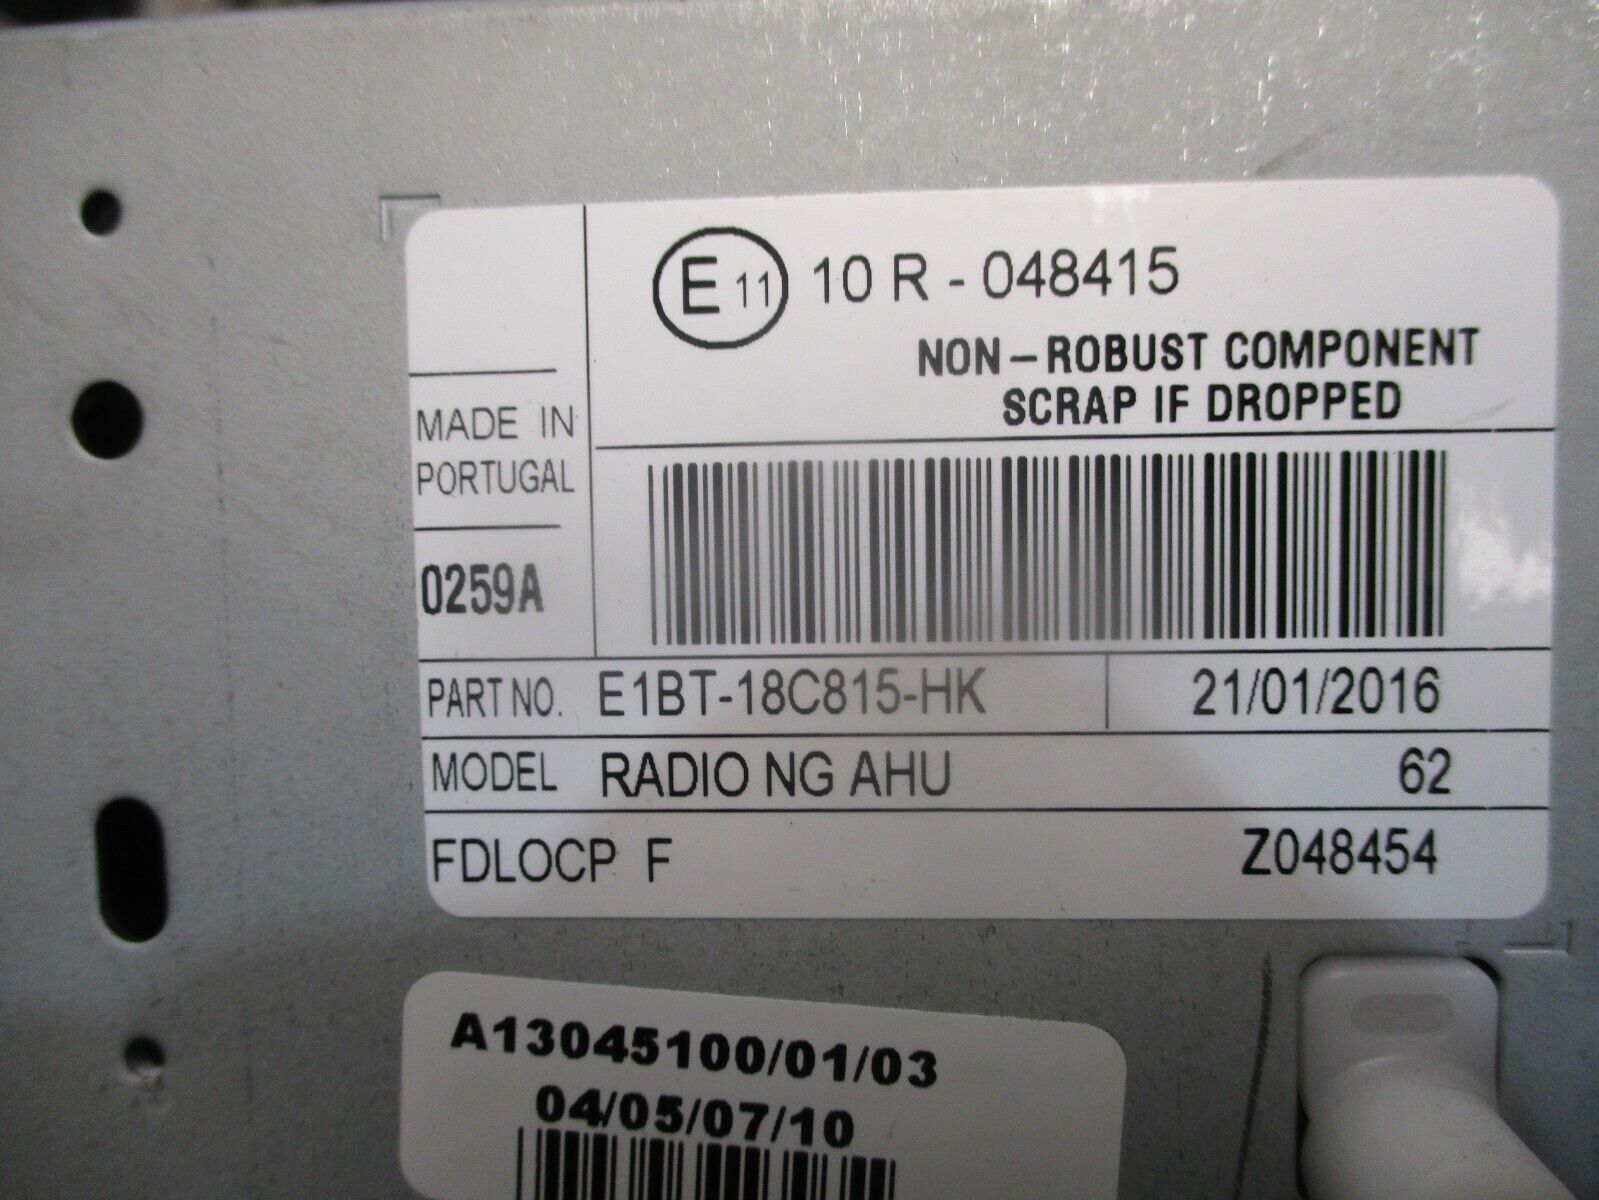 E 11 10 R - 048415
NON-ROBUST COMPONENT
SCRAP IF DROPPED
MADE IN
PORTUGAL
0259A
PART NO. E1BT-18C815-HK 21/01/2016
MODEL RADIO NG AHU 62
FDLOCP F Z048454
A13045100/01/03
04/05/07/10